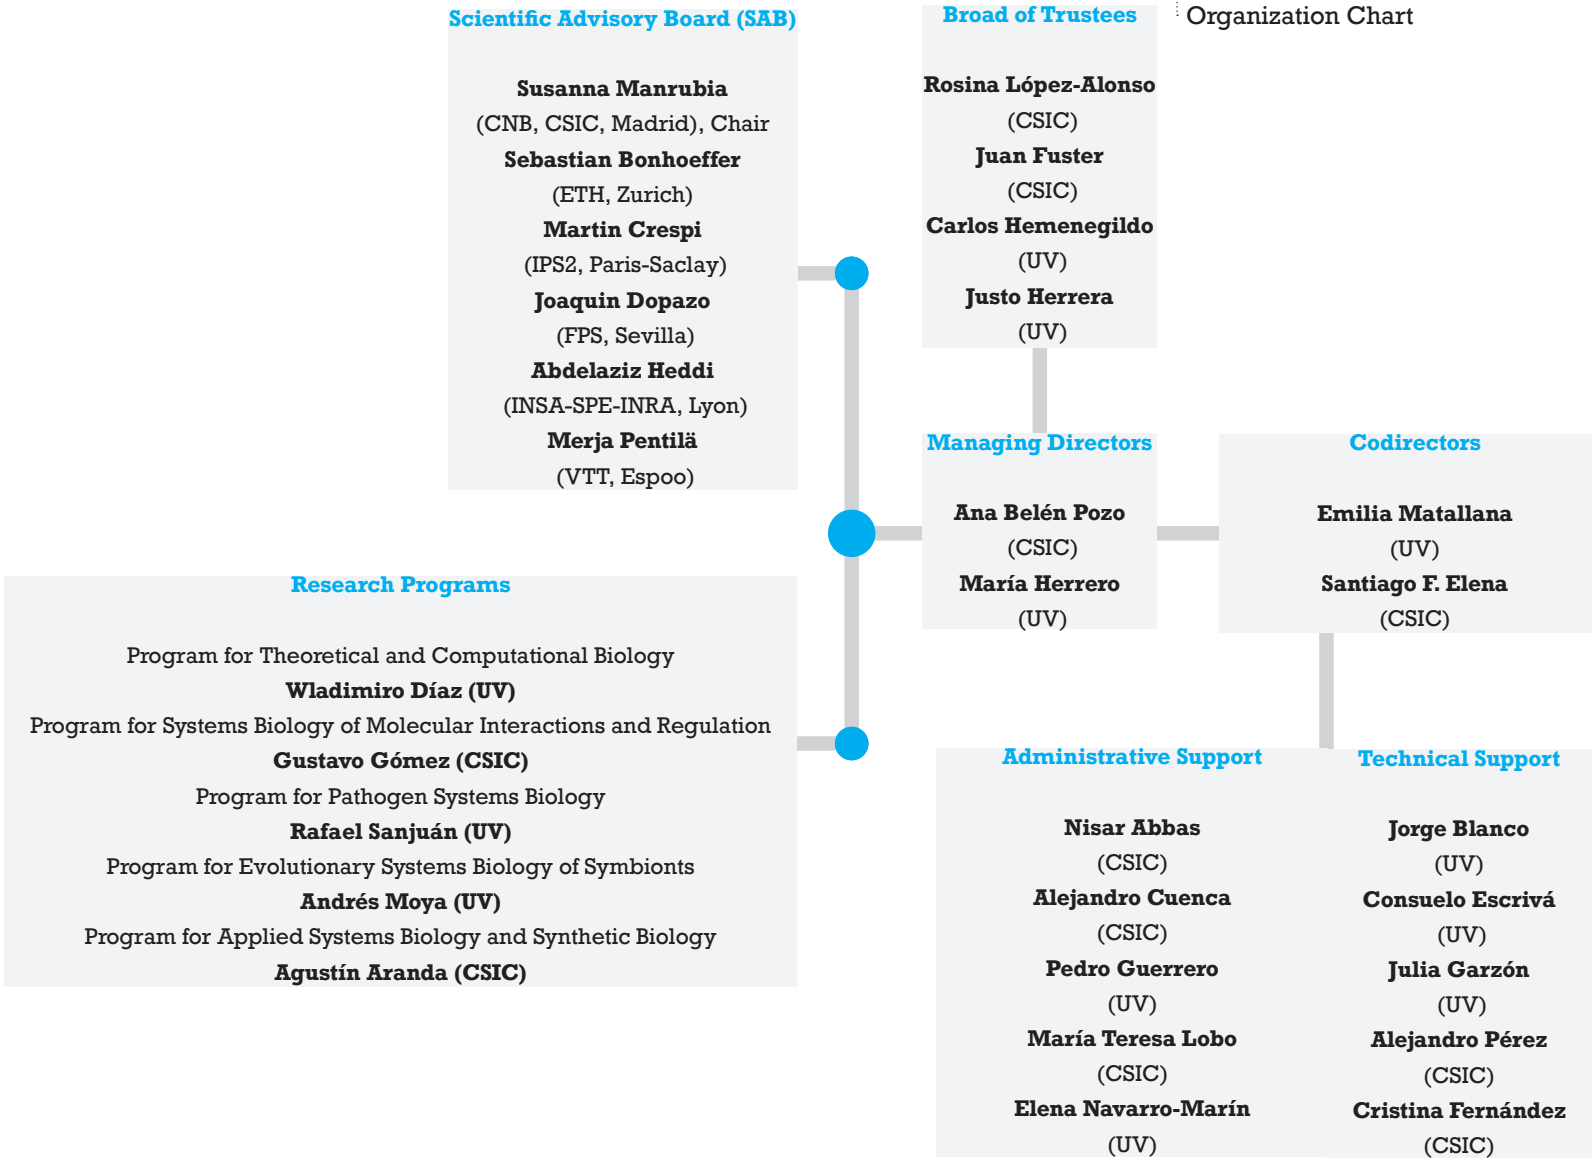 Organization Chart
Scientific Advisory Board (SAB)
Susanna Manrubia
(CNB, CSIC, Madrid), Chair
Sebastian Bonhoeffer
(ETH, Zurich)
Martin Crespi
(IPS2, Paris-Saclay)
Joaquin Dopazo
(FPS, Sevilla)
Abdelaziz Heddi
(INSA-SPE-INRA, Lyon)
Merja Pentilä
(VTT, Espoo)
Broad of Trustees
Rosina López-Alonso
(CSIC)
Juan Fuster
(CSIC)
Carlos Hemenegildo
(UV)
Justo Herrera
(UV)
Managing Directors
Ana Belén Pozo
(CSIC)
María Herrero
(UV)
Codirectors
Emilia Matallana
(UV)
Santiago F. Elena
(CSIC)
Research Programs
Program for Theoretical and Computational Biology
Wladimiro Díaz (UV)
Program for Systems Biology of Molecular Interactions and Regulation
Gustavo Gómez (CSIC)
Program for Pathogen Systems Biology
Rafael Sanjuán (UV)
Program for Evolutionary Systems Biology of Symbionts
Andrés Moya (UV)
Program for Applied Systems Biology and Synthetic Biology
Agustín Aranda (CSIC)
Administrative Support
Nisar Abbas
(CSIC)
Alejandro Cuenca
(CSIC)
Pedro Guerrero
(UV)
María Teresa Lobo
(CSIC)
Elena Navarro-Marín
(UV)
Technical Support
Jorge Blanco
(UV)
Consuelo Escrivá
(UV)
Julia Garzón
(UV)
Alejandro Pérez
(CSIC)
Cristina Fernández
(CSIC)